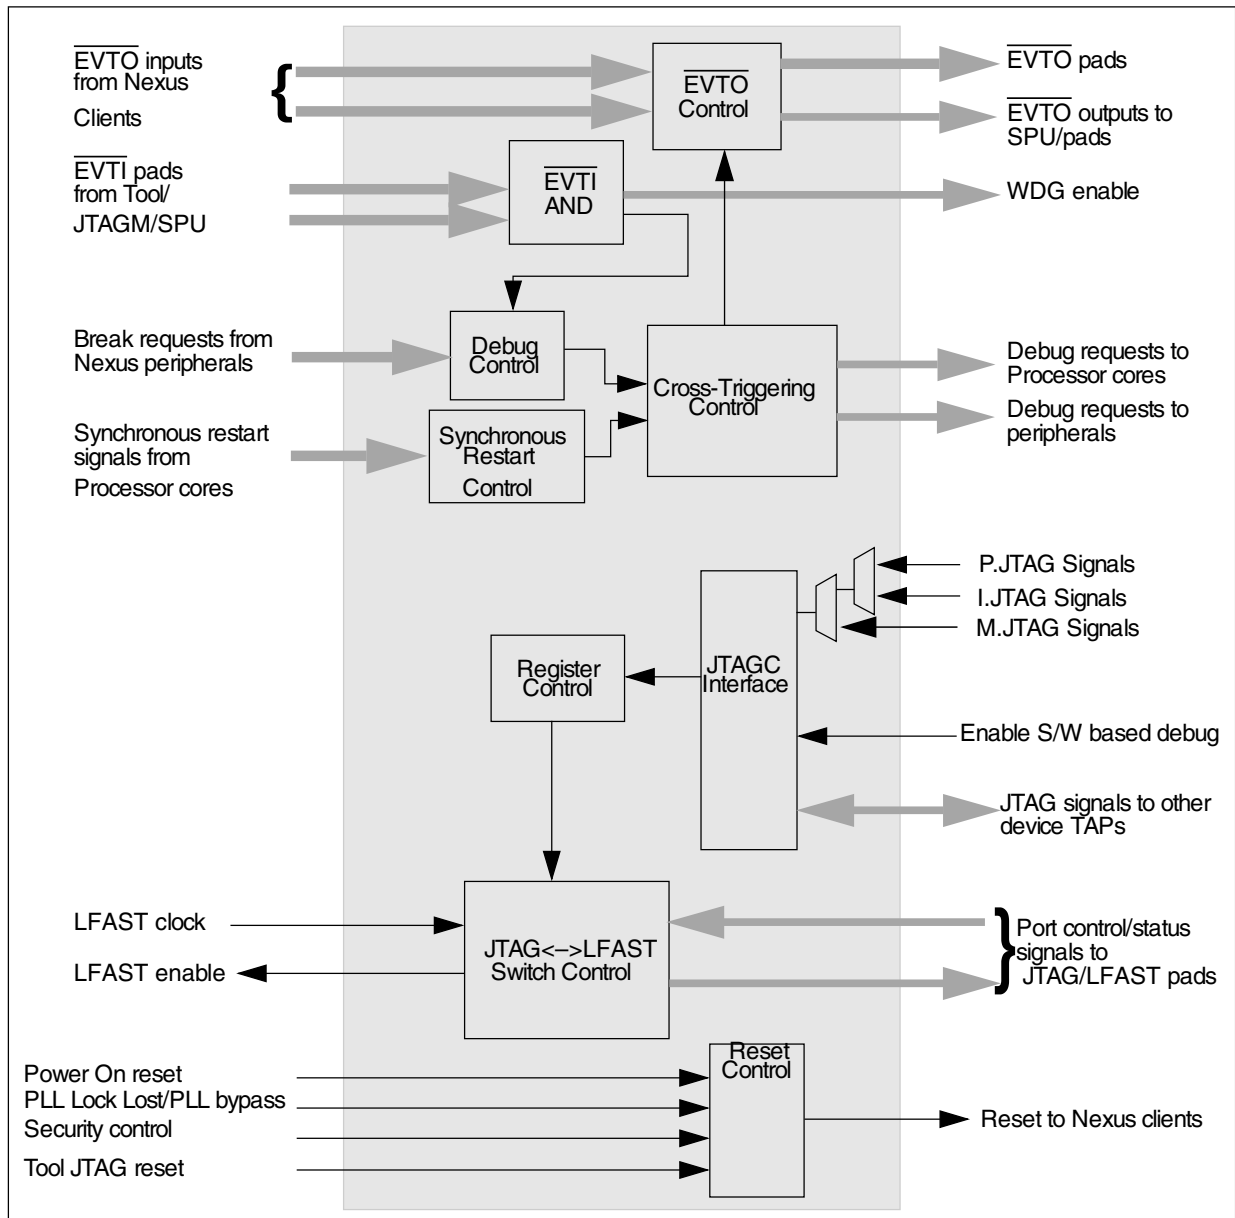 EVTO inputs
from Nexus
Clients
EVTO
Control
EVTO pads
EVTO outputs to
SPU/pads
EVTI pads
from Tool/
JTAGM/SPU
EVTI
AND
WDG enable
Break requests from
Nexus peripherals
Debug
Control
Cross-Triggering
Control
Debug requests to
Processor cores
Debug requests to
peripherals
Synchronous restart
signals from
Processor cores
Synchronous
Restart
Control
P.JTAG Signals
I.JTAG Signals
M.JTAG Signals
Register
Control
JTAGC
Interface
Enable S/W based debug
JTAG signals to other
device TAPs
LFAST clock
LFAST enable
JTAG<–>LFAST
Switch Control
Port control/status
signals to
JTAG/LFAST pads
Power On reset
PLL Lock Lost/PLL bypass
Security control
Tool JTAG reset
Reset
Control
Reset to Nexus clients